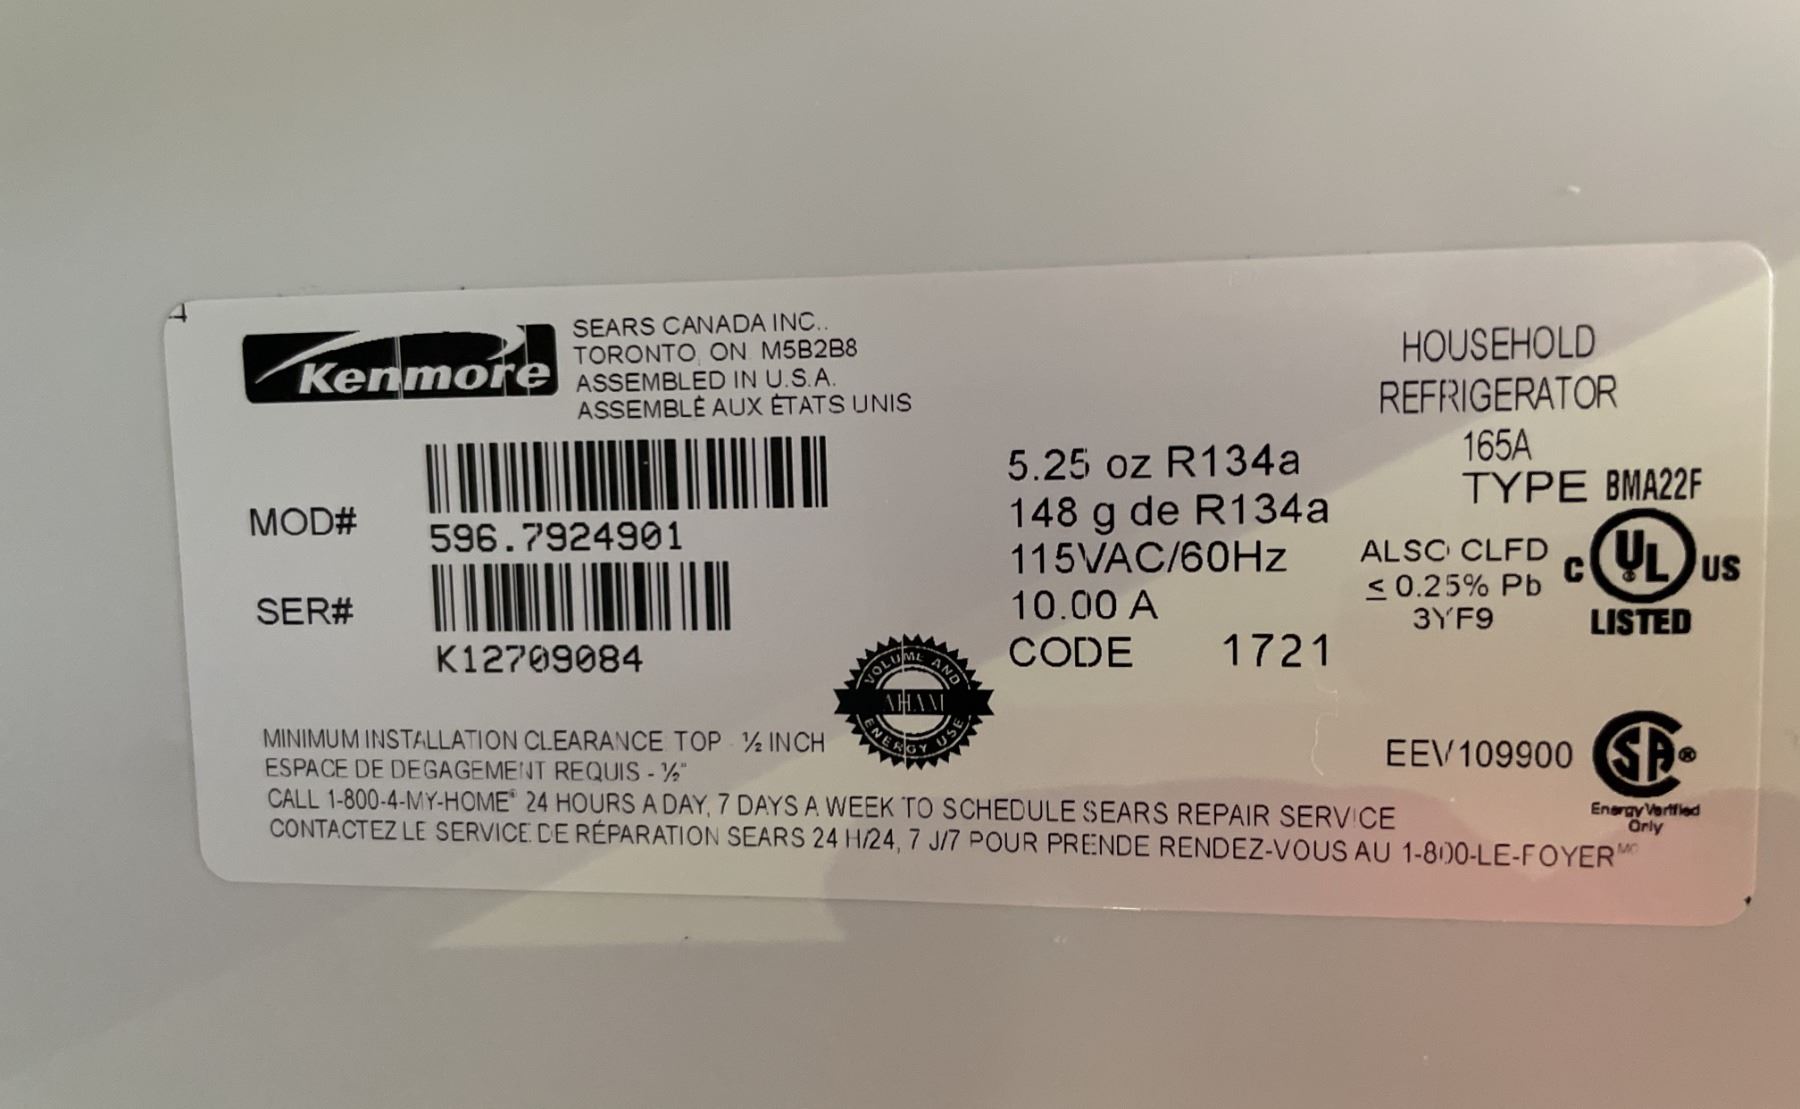 Kenmore
SEARS CANADA INC..
TORONTO, ON M5B2B8
ASSEMBLED IN U.S.A.
ASSEMBLÉ AUX ÉTATS UNIS
MOD#
596.7924901
SER#
K12709084
5.25 oz R134a
148 g de R134a
115VAC/60Hz
10.00 A
CODE 1721
HOUSEHOLD
REFRIGERATOR
165A
TYPE BMA22F
ALSO CLFD
≤ 0.25% Pb
3YF9
C UL US
LISTED
VOLUME AND
AHAM
ENERGY USE
EEV109900
SA®
Energy Verified
Only
MINIMUM INSTALLATION CLEARANCE TOP - ½ INCH
ESPACE DE DEGAGEMENT REQUIS - ½"
CALL 1-800-4-MY-HOME® 24 HOURS A DAY, 7 DAYS A WEEK TO SCHEDULE SEARS REPAIR SERVICE
CONTACTEZ LE SERVICE DE RÉPARATION SEARS 24 H/24, 7 J/7 POUR PRENDE RENDEZ-VOUS AU 1-800-LE-FOYER MC